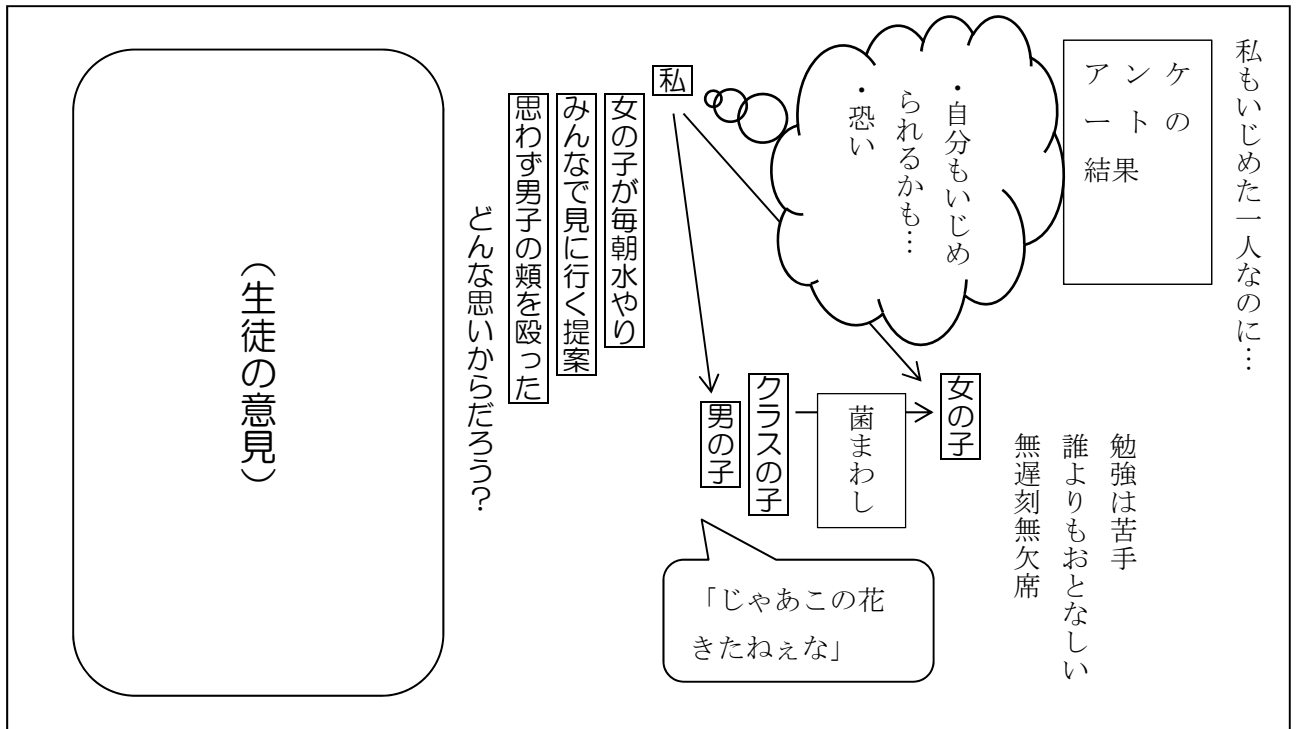 私もいじめた一人なのに…
アンケ
ートの
結果
・自分もいじめ
られるかも…
・恐い
勉強は苦手
誰よりもおとなしい
無遅刻無欠席
女の子
菌まわし
クラスの子
男の子
「じゃあこの花
きたねぇな」
私
女の子が毎朝水やり
みんなで見に行く提案
思わず男子の頬を殴った
どんな思いからだろう？
（生徒の意見）